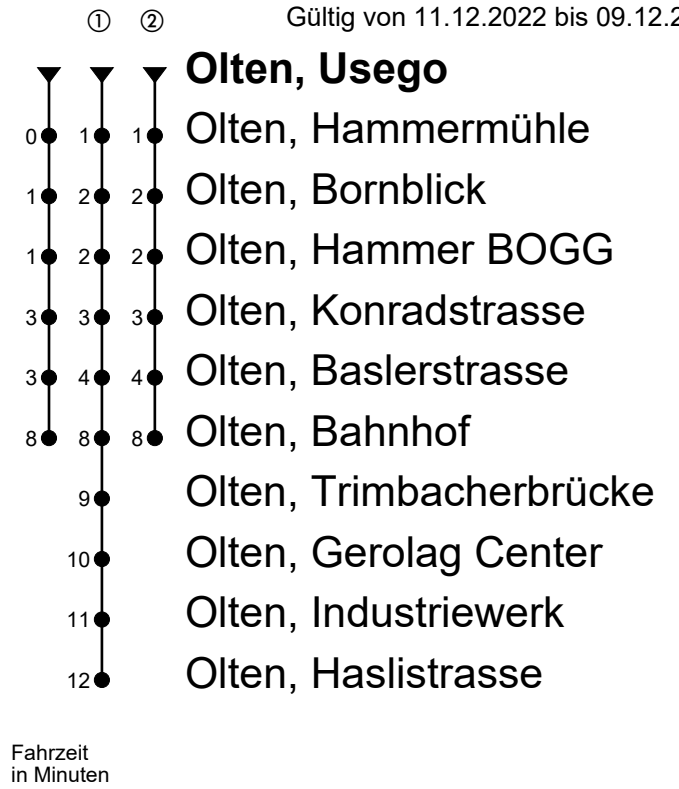 ① ② Gültig von 11.12.2022 bis 09.12.2
Olten, Usego
0 1 1 Olten, Hammermühle
1 2 2 Olten, Bornblick
1 2 2 Olten, Hammer BOGG
3 3 3 Olten, Konradstrasse
3 4 4 Olten, Baslerstrasse
8 8 8 Olten, Bahnhof
9 Olten, Trimbacherbrücke
10 Olten, Gerolag Center
11 Olten, Industriewerk
12 Olten, Haslistrasse
Fahrzeit
in Minuten